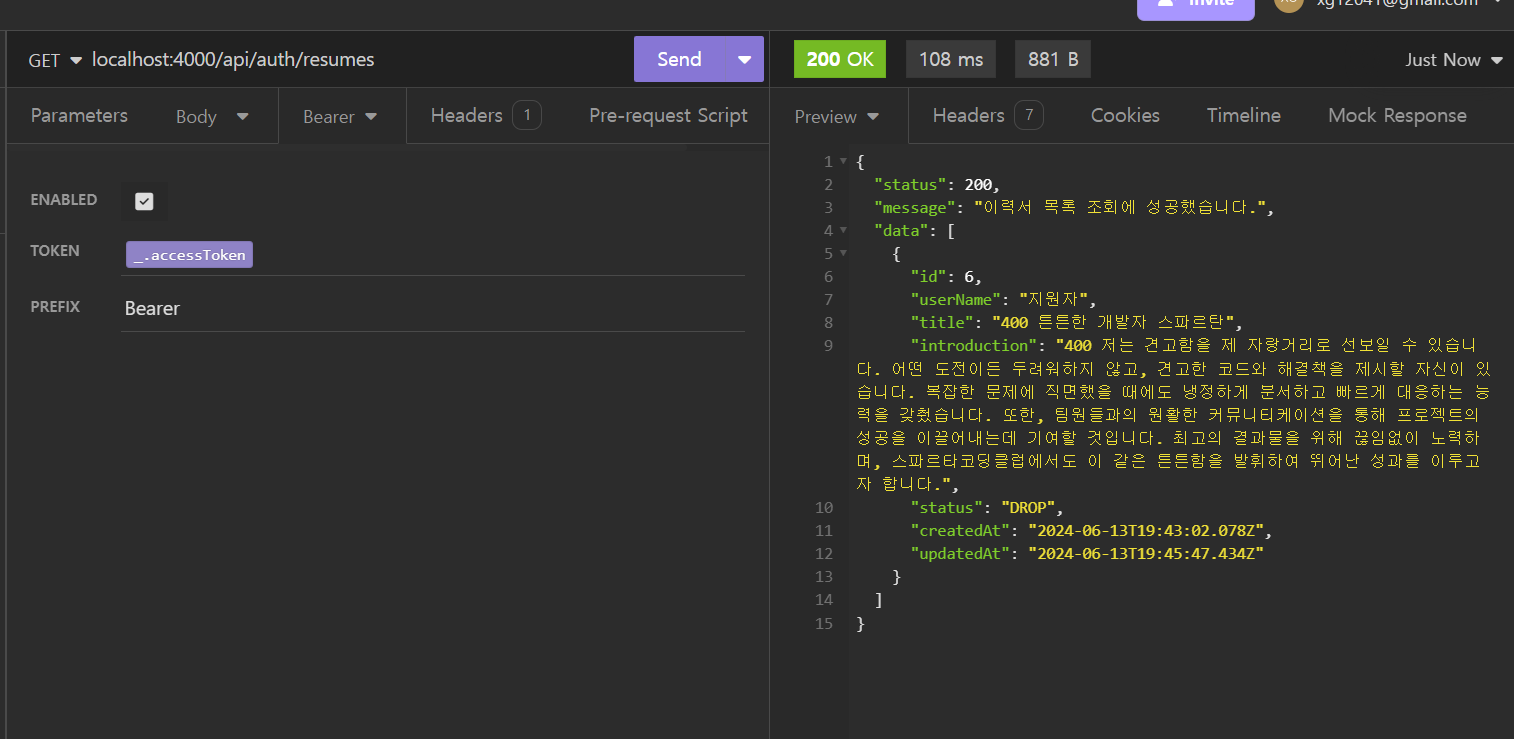 Invite
xg12041@gmail.com
GET localhost:4000/api/auth/resumes Send
200 OK 108 ms 881 B Just Now
Parameters Body Bearer Headers 1 Pre-request Script
Preview Headers 7 Cookies Timeline Mock Response
ENABLED
TOKEN _.accessToken
PREFIX Bearer
1 {
2 "status": 200,
3 "message": "이력서 목록 조회에 성공했습니다.",
4 "data": [
5 {
6 "id": 6,
7 "userName": "지원자",
8 "title": "400 튼튼한 개발자 스파르탄",
9 "introduction": "400 저는 견고함을 제 자랑거리로 선보일 수 있습니
다. 어떤 도전이든 두려워하지 않고, 견고한 코드와 해결책을 제시할 자신이 있
습니다. 복잡한 문제에 직면했을 때에도 냉정하게 분서하고 빠르게 대응하는 능
력을 갖췄습니다. 또한, 팀원들과의 원활한 커뮤니티케이션을 통해 프로젝트의
성공을 이끌어내는데 기여할 것입니다. 최고의 결과물을 위해 끊임없이 노력하
며, 스파르타코딩클럽에서도 이 같은 튼튼함을 발휘하여 뛰어난 성과를 이루고
자 합니다.",
10 "status": "DROP",
11 "createdAt": "2024-06-13T19:43:02.078Z",
12 "updatedAt": "2024-06-13T19:45:47.434Z"
13 }
14 ]
15 }